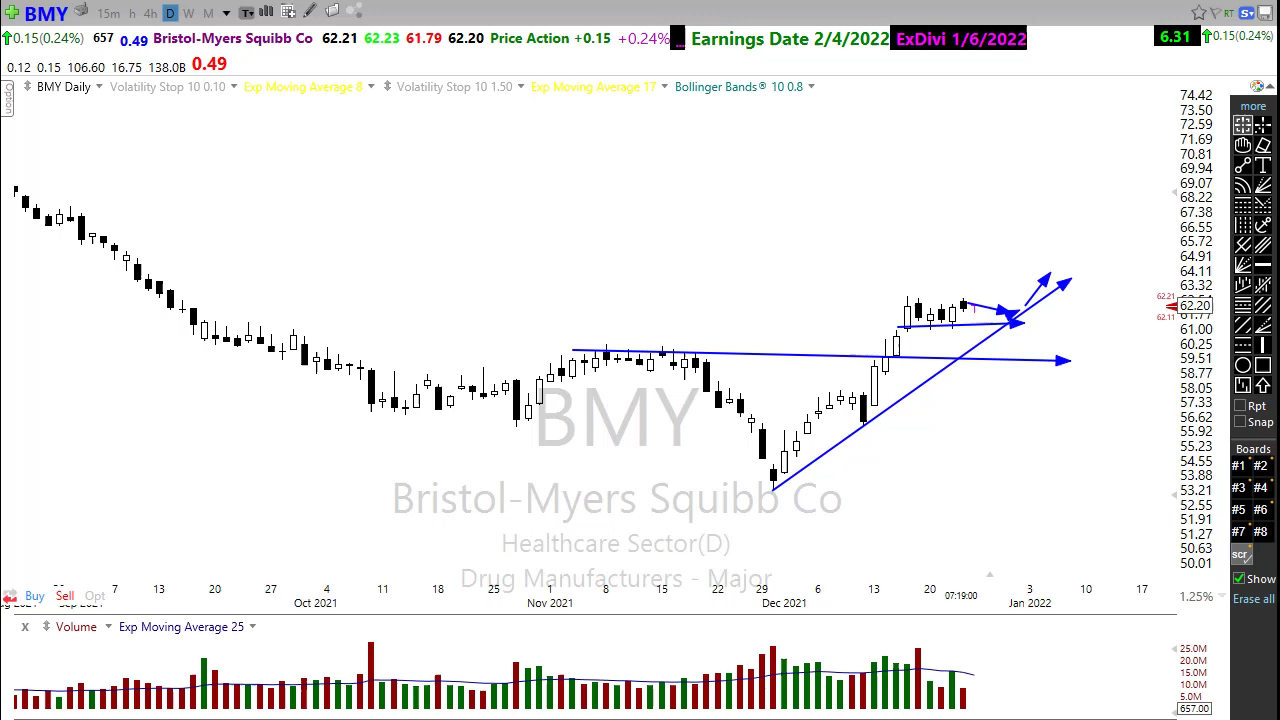 BMY 15m h 4h D W M T RT S
0.15(0.24%) 657 0.49 Bristol-Myers Squibb Co 62.21 62.23 61.79 62.20 Price Action +0.15 +0.24% ... Earnings Date 2/4/2022 ExDivi 1/6/2022 6.31 0.15(0.24%)
0.12 0.15 106.60 16.75 138.0B 0.49
Option
BMY Daily Volatility Stop 10 0.10 Exp Moving Average 8 Volatility Stop 10 1.50 Exp Moving Average 17 Bollinger Bands® 10 0.8
74.42
73.50
72.59
71.69
70.81
69.94
69.07
68.22
67.38
66.55
65.72
64.91
64.11
63.32
62.21
62.20
62.11
61.00
60.25
59.51
58.77
58.05
57.33
56.62
55.92
55.23
54.55
53.88
53.21
52.55
51.91
51.27
50.63
50.01
more
Rpt
Snap
Boards
#1 #2
#3 #4
#5 #6
#7 #8
scr
Show
Erase all
BMY
Bristol-Myers Squibb Co
Healthcare Sector(D)
Drug Manufacturers - Major
7 13 20 27 4 11 18 25 1 8 15 22 29 6 13 20 07:19:00 3 10 17
Buy Sell Opt 1.25%
Oct 2021 Nov 2021 Dec 2021 Jan 2022
X Volume Exp Moving Average 25
25.0M
20.0M
15.0M
10.0M
5.0M
657.00